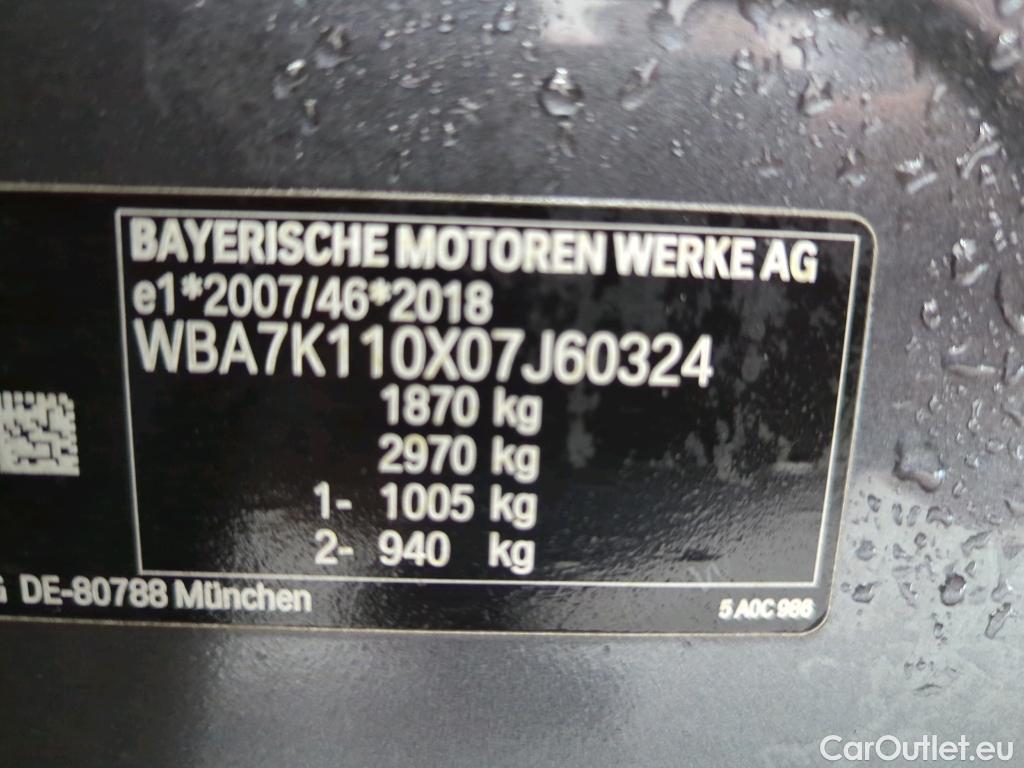 BAYERISCHE MOTOREN WERKE AG
e1*2007/46*2018
WBA7K110X07J60324
1870 kg
2970 kg
1- 1005 kg
2- 940 kg
G DE-80788 München
5 A0C 986
CarOutlet.eu